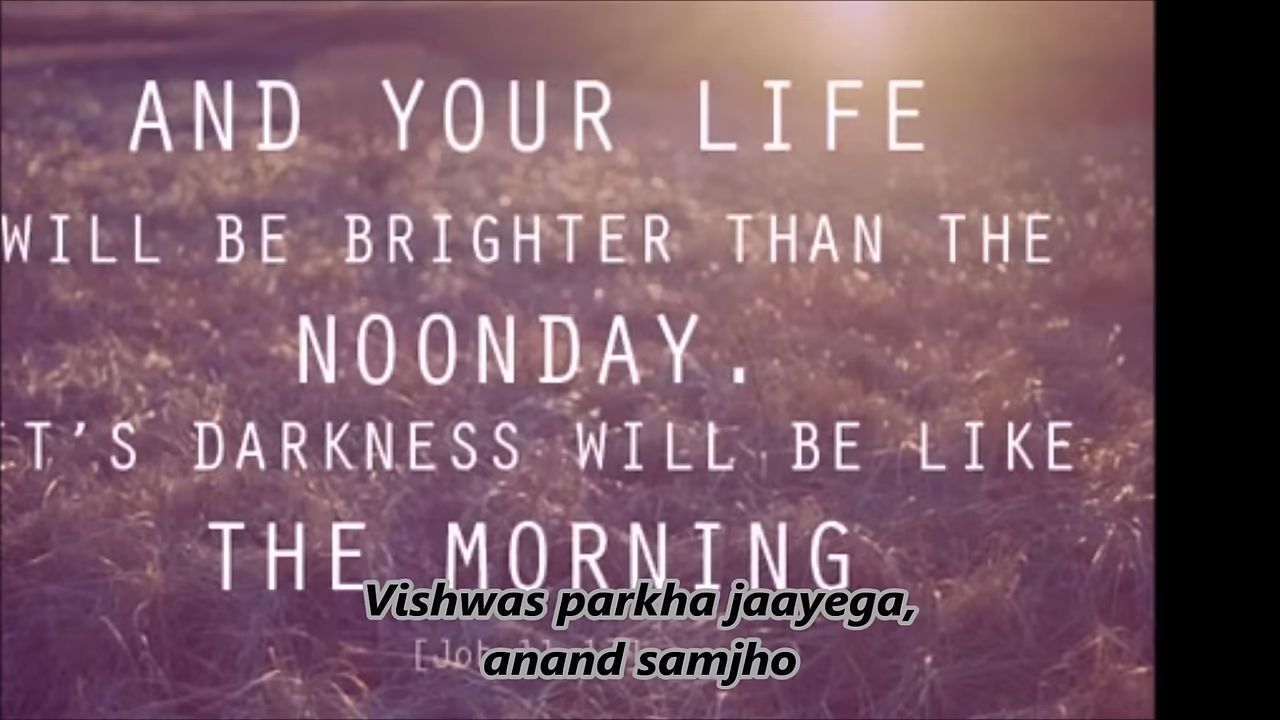 AND YOUR LIFE
WILL BE BRIGHTER THAN THE
NOONDAY.
IT'S DARKNESS WILL BE LIKE
THE MORNING
Vishwas parkha jaayega,
anand samjho